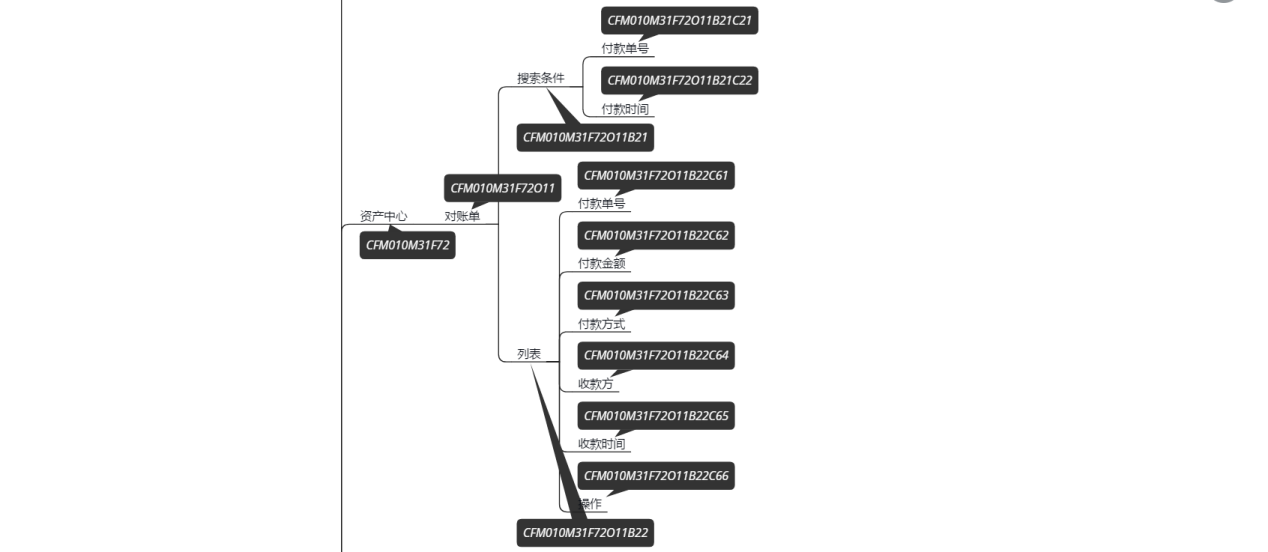 CFM010M31F72O11B21C21
付款单号
搜索条件
CFM010M31F72O11B21C22
付款时间
CFM010M31F72O11B21
CFM010M31F72O11B22C61
CFM010M31F72O11
付款单号
资产中心
对账单
CFM010M31F72O11B22C62
CFM010M31F72
付款金额
CFM010M31F72O11B22C63
付款方式
列表
CFM010M31F72O11B22C64
收款方
CFM010M31F72O11B22C65
收款时间
CFM010M31F72O11B22C66
操作
CFM010M31F72O11B22